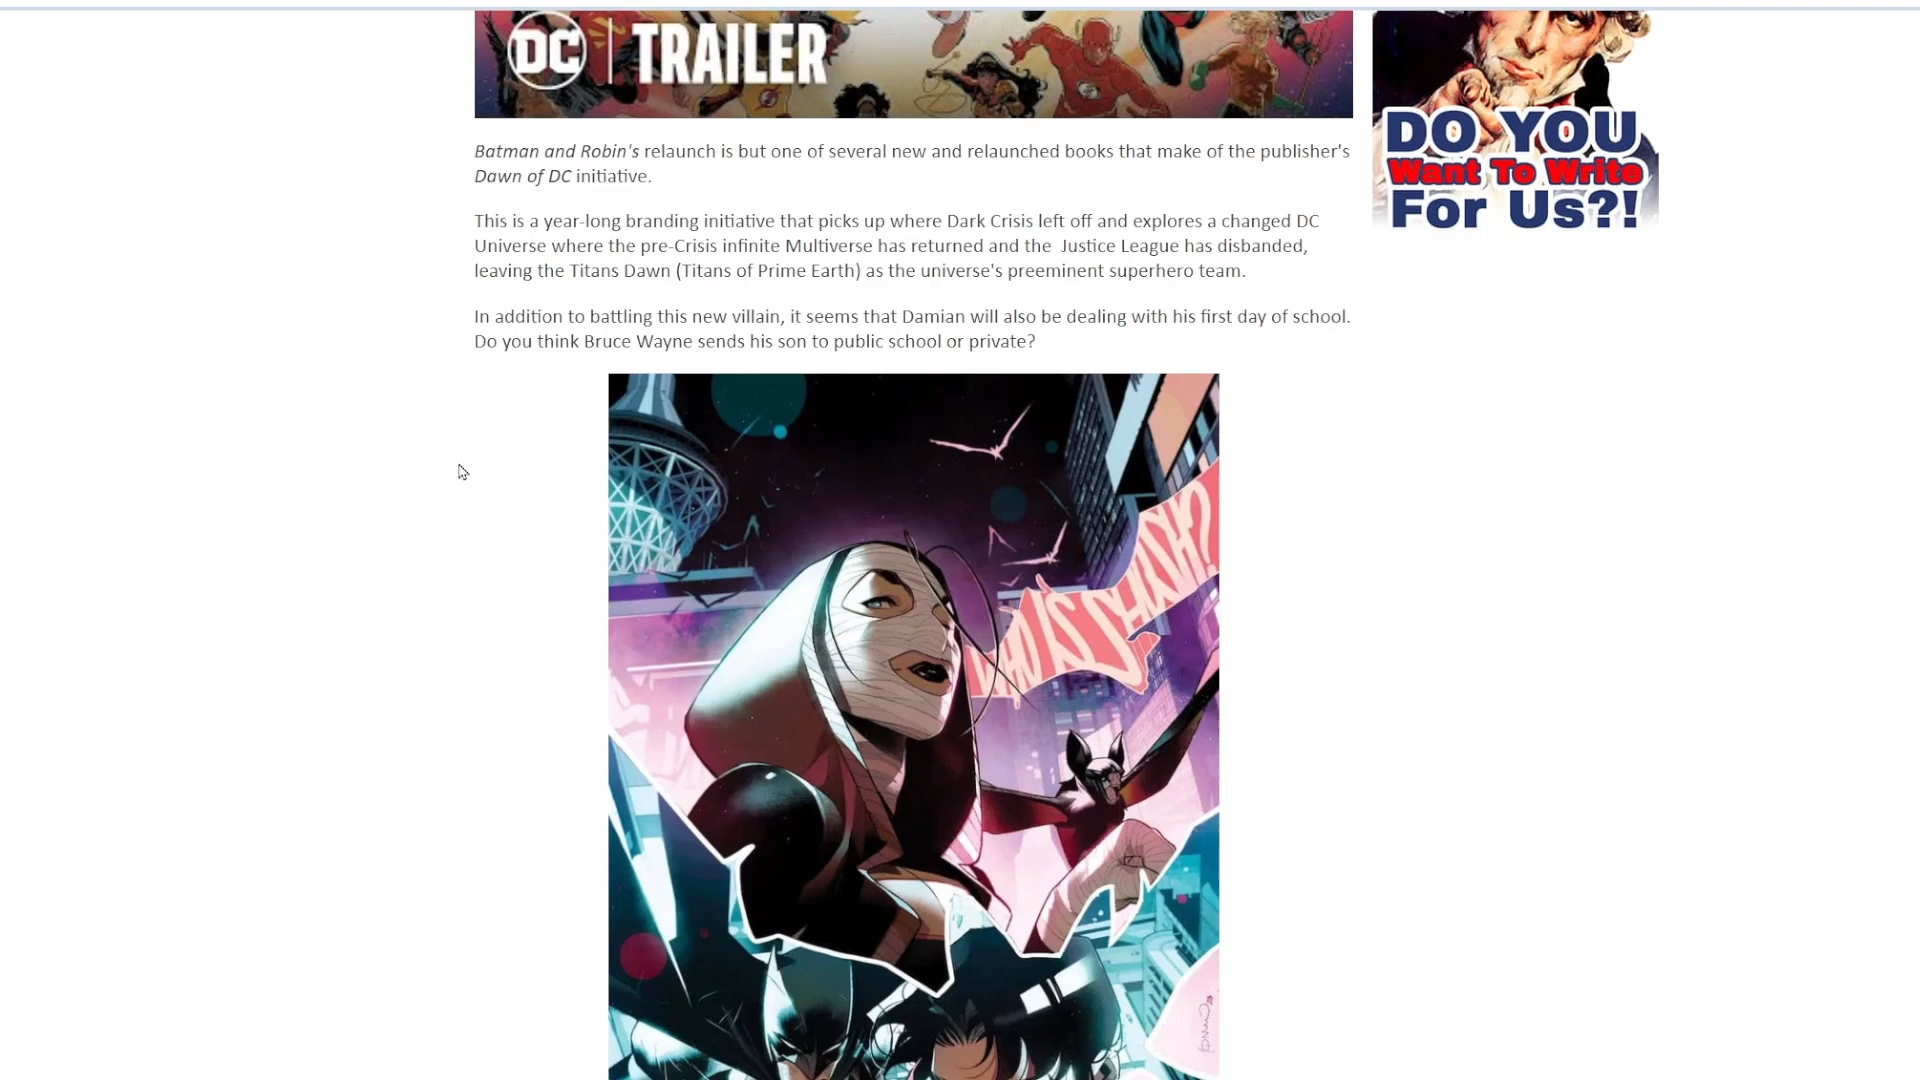 DC | TRAILER
Batman and Robin's relaunch is but one of several new and relaunched books that make of the publisher's
Dawn of DC initiative.
This is a year-long branding initiative that picks up where Dark Crisis left off and explores a changed DC
Universe where the pre-Crisis infinite Multiverse has returned and the Justice League has disbanded,
leaving the Titans Dawn (Titans of Prime Earth) as the universe's preeminent superhero team.
In addition to battling this new villain, it seems that Damian will also be dealing with his first day of school.
Do you think Bruce Wayne sends his son to public school or private?
WHO IS SHUSH?
DO YOU
Want To Write
For Us?!